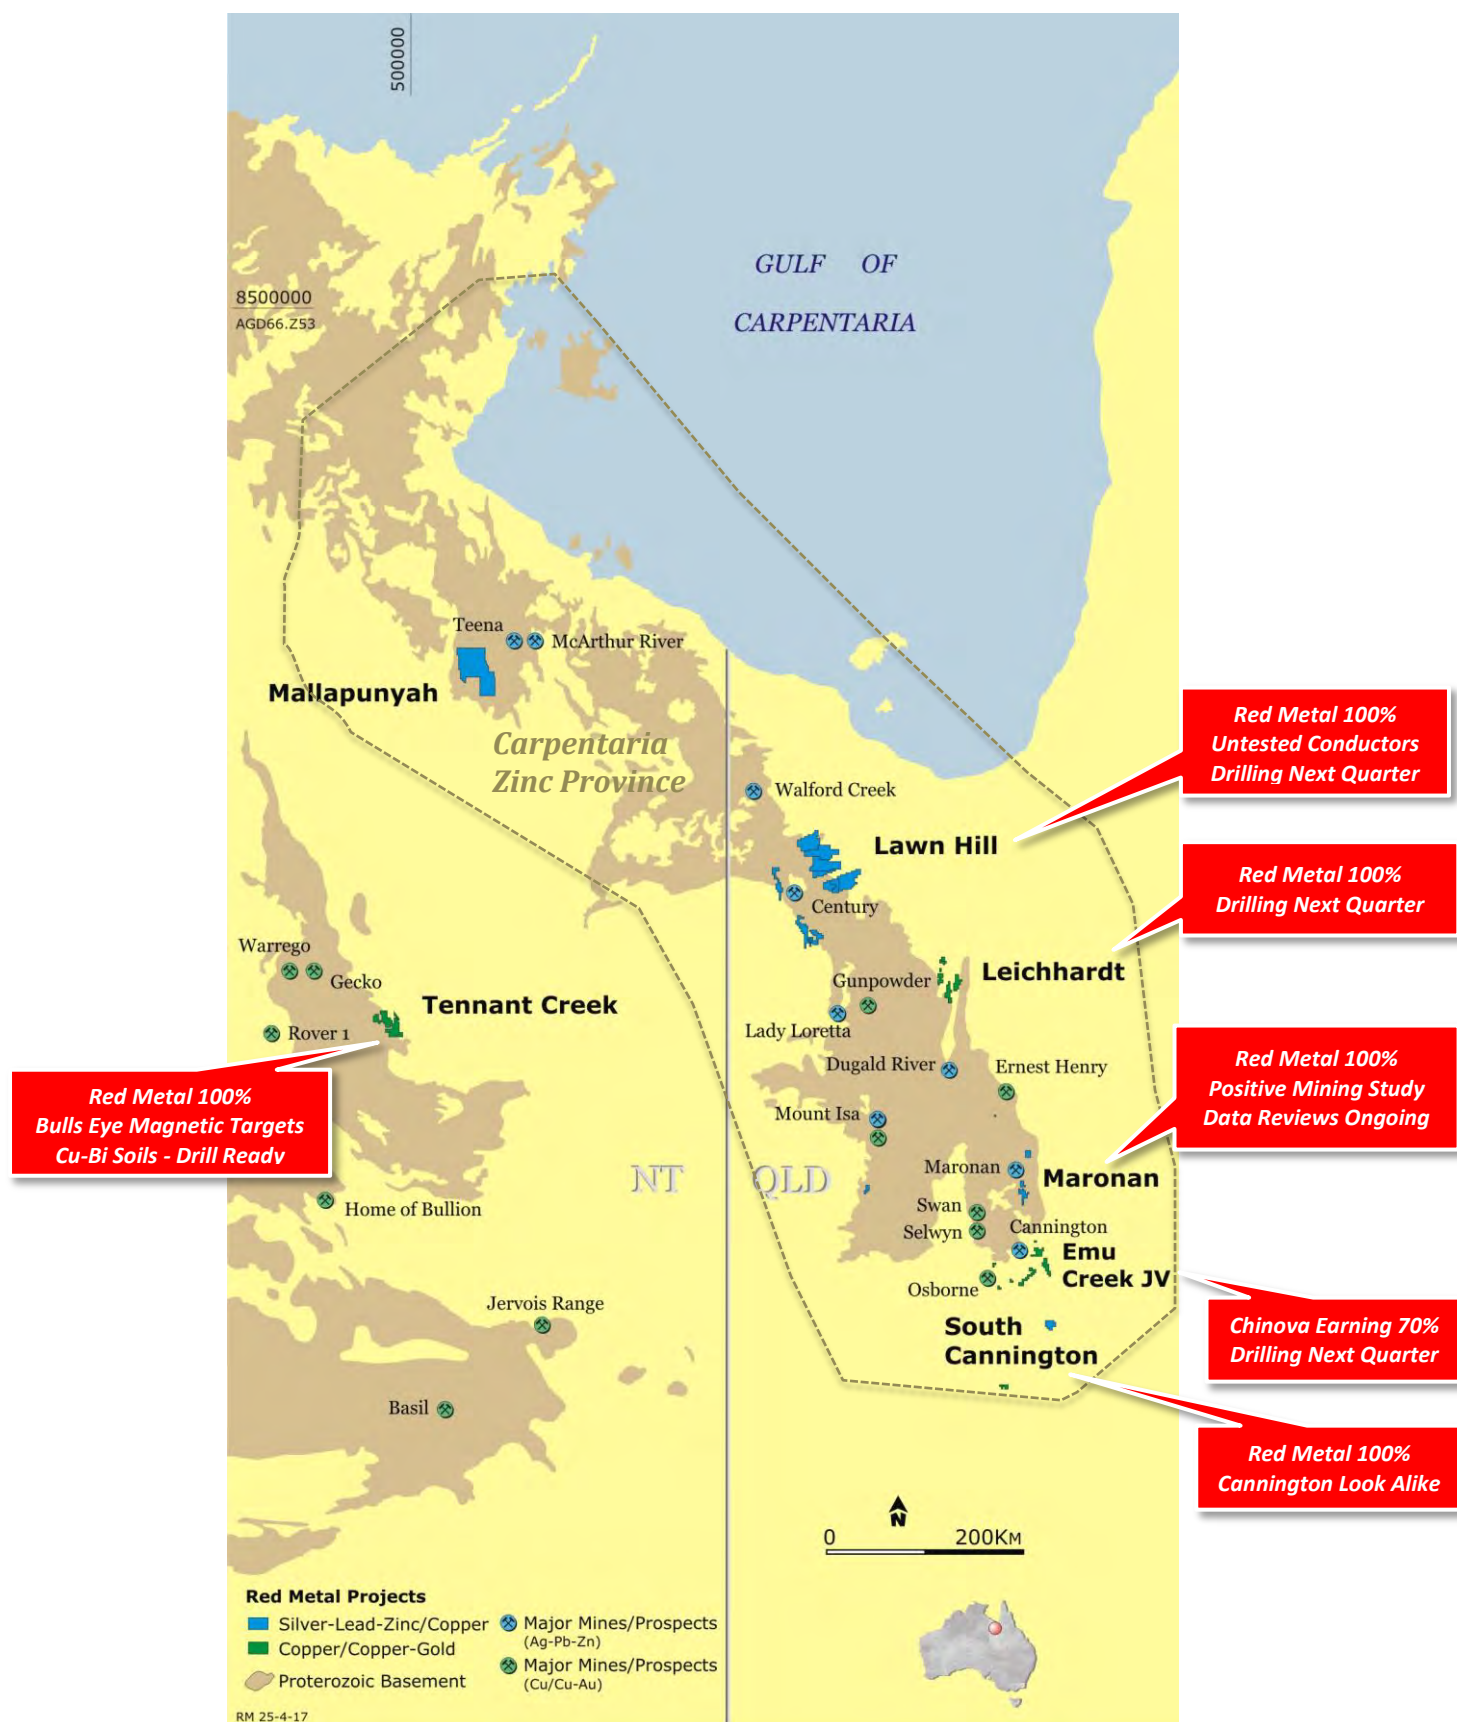 500000
GULF OF
CARPENTARIA
8500000
AGD66.Z53
Teena
McArthur River
Mallapunyah
Carpentaria
Zinc Province
Red Metal 100%
Untested Conductors
Drilling Next Quarter
Walford Creek
Lawn Hill
Red Metal 100%
Drilling Next Quarter
Century
Warrego
Gecko
Leichhardt
Gunpowder
Tennant Creek
Rover 1
Lady Loretta
Dugald River
Ernest Henry
Red Metal 100%
Positive Mining Study
Data Reviews Ongoing
Red Metal 100%
Bulls Eye Magnetic Targets
Cu-Bi Soils - Drill Ready
Mount Isa
NT QLD
Maronan
Maronan
Home of Bullion
Swan
Selwyn
Cannington
Emu
Creek JV
Osborne
Jervois Range
South
Cannington
Chinova Earning 70%
Drilling Next Quarter
Basil
Red Metal 100%
Cannington Look Alike
N
0 200KM
Red Metal Projects
Silver-Lead-Zinc/Copper
Copper/Copper-Gold
Proterozoic Basement
Major Mines/Prospects
(Ag-Pb-Zn)
Major Mines/Prospects
(Cu/Cu-Au)
RM 25-4-17